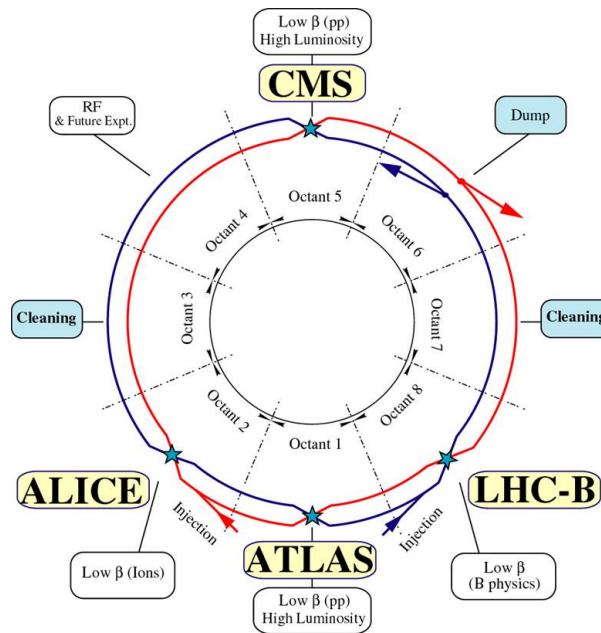 Low β (pp)
High Luminosity
CMS
RF
& Future Expt.
Dump
Octant 5
Octant 4
Octant 6
Cleaning
Octant 3
Octant 7
Cleaning
Octant 2
Octant 8
Octant 1
ALICE
LHC-B
Injection
Injection
ATLAS
Low β (Ions)
Low β
(B physics)
Low β (pp)
High Luminosity